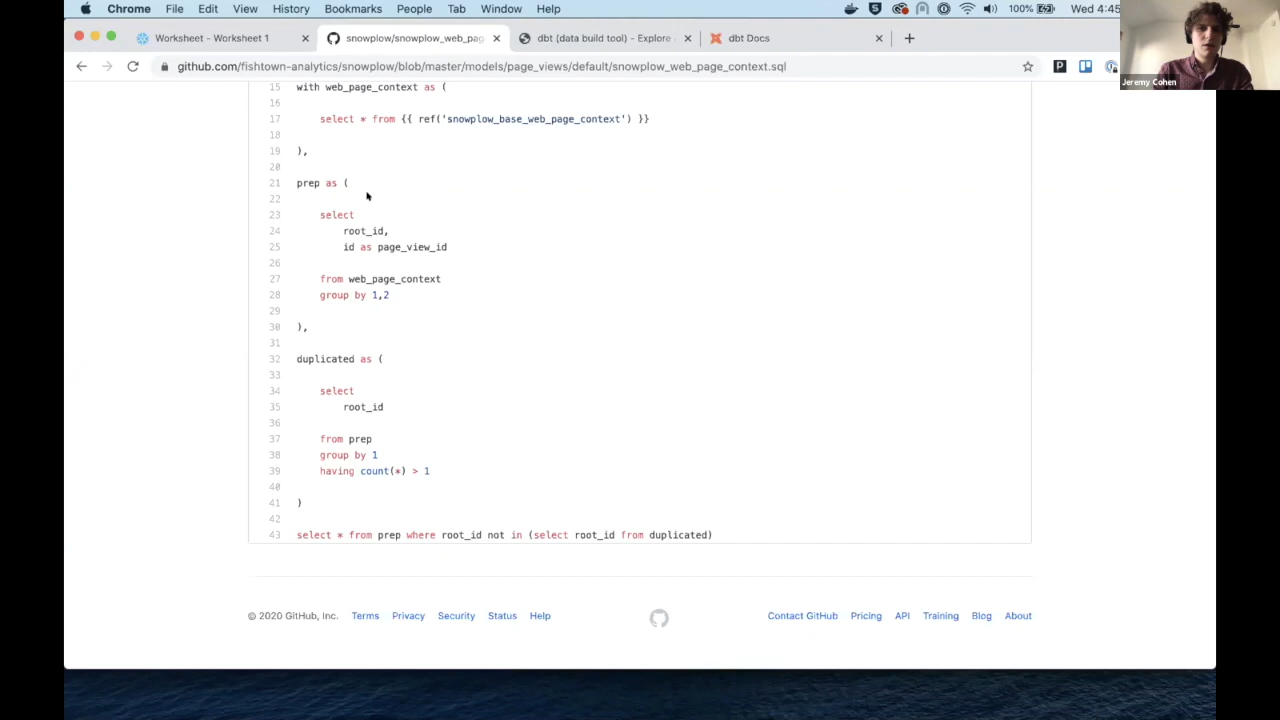 Chrome File Edit View History Bookmarks People Tab Window Help 100% Wed 4:45
Worksheet - Worksheet 1
snowplow/snowplow_web_pag
dbt (data build tool) - Explore
dbt Docs
github.com/fishtown-analytics/snowplow/blob/master/models/page_views/default/snowplow_web_page_context.sql
P
Jeremy Cohen
15 with web_page_context as (
16
17 select * from {{ ref('snowplow_base_web_page_context') }}
18
19 ),
20
21 prep as (
22
23 select
24 root_id,
25 id as page_view_id
26
27 from web_page_context
28 group by 1,2
29
30 ),
31
32 duplicated as (
33
34 select
35 root_id
36
37 from prep
38 group by 1
39 having count(*) > 1
40
41 )
42
43 select * from prep where root_id not in (select root_id from duplicated)
© 2020 GitHub, Inc. Terms Privacy Security Status Help Contact GitHub Pricing API Training Blog About